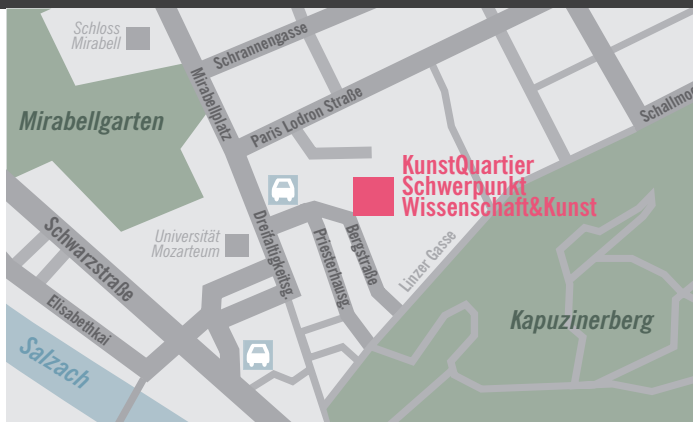 Schloss
Mirabell
Schrannengasse
Mirabellplatz
Mirabellgarten
Paris Lodron Straße
Schallmoo
KunstQuartier
Schwerpunkt
Wissenschaft&Kunst
Universität
Mozarteum
Dreifaltigkeitsg.
Priesterhausg.
Bergstraße
Linzer Gasse
Schwarzstraße
Elisabethkai
Salzach
Kapuzinerberg